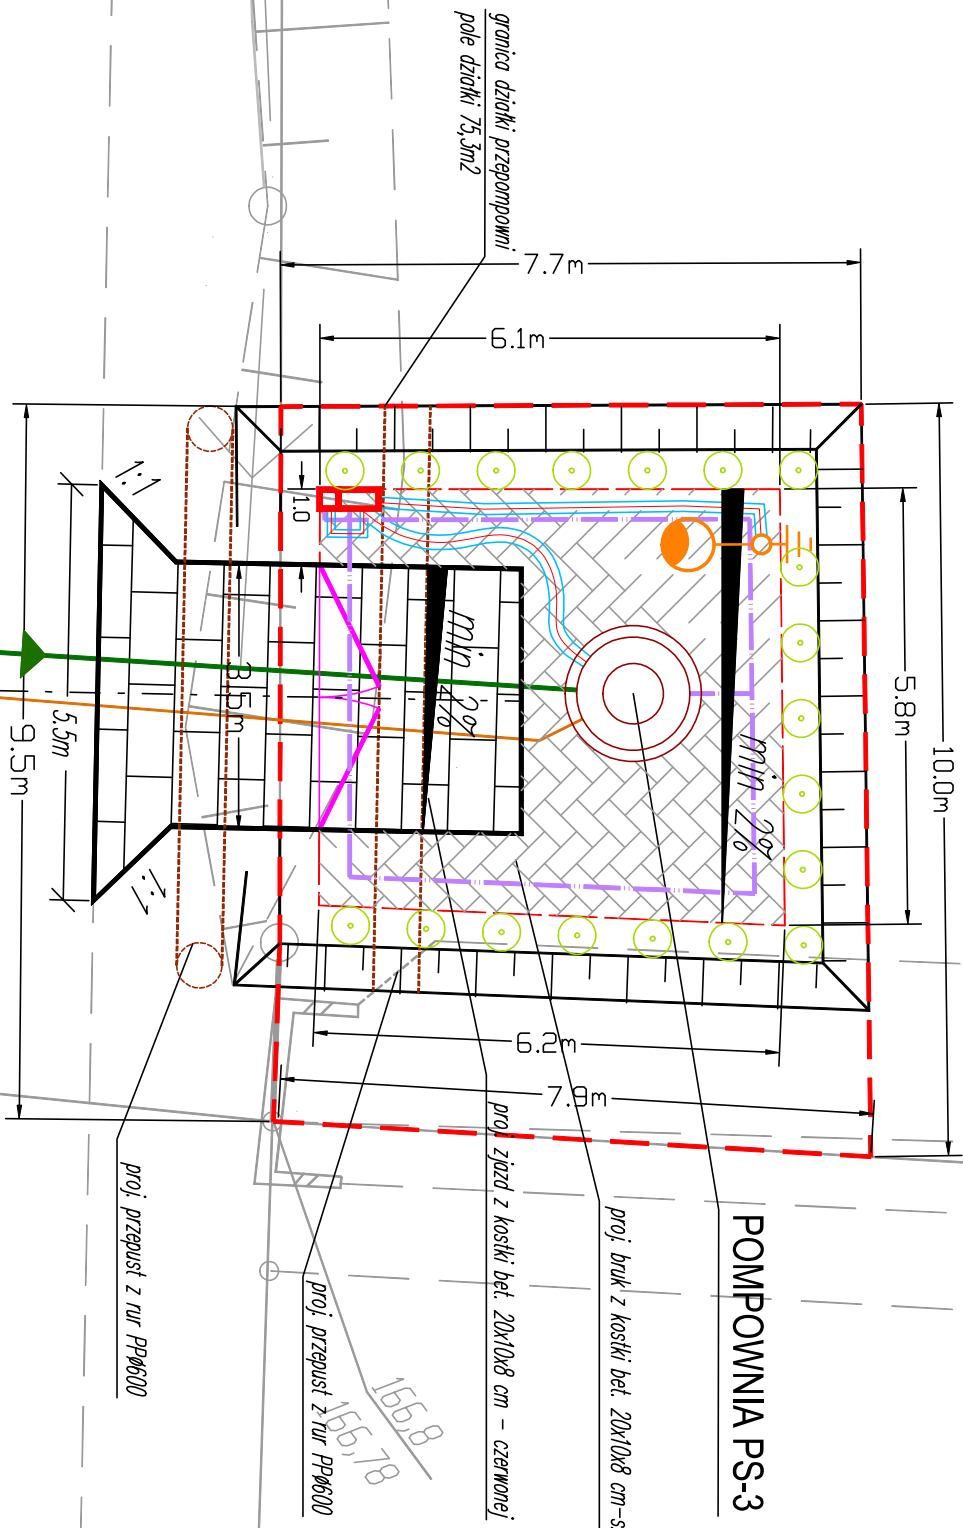 granica działki przepompowni
pole działki 75,3m2
7.7m
6.1m
1:1
1.0
min 2%
3.5m
5.5m
9.5m
1:1
min 2%
5.8m
10.0m
6.2m
7.9m
POMPOWNIA PS-3
proj. bruk z kostki bet. 20x10x8 cm-s
proj. zjazd z kostki bet. 20x10x8 cm - czerwonej
proj. przepust z rur PPø600
proj. przepust z rur PPø600
166,8
166,78